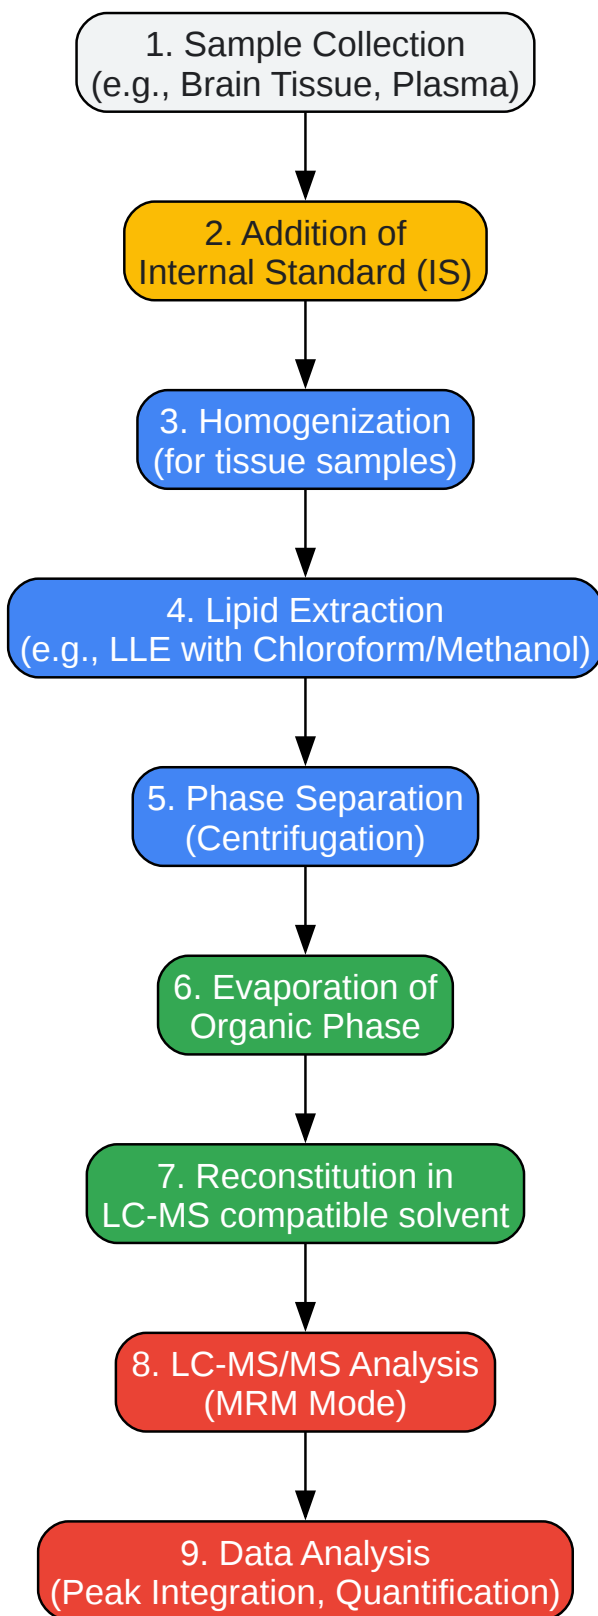 1. Sample Collection
(e.g., Brain Tissue, Plasma)
2. Addition of
Internal Standard (IS)
3. Homogenization
(for tissue samples)
4. Lipid Extraction
(e.g., LLE with Chloroform/Methanol)
5. Phase Separation
(Centrifugation)
6. Evaporation of
Organic Phase
7. Reconstitution in
LC-MS compatible solvent
8. LC-MS/MS Analysis
(MRM Mode)
9. Data Analysis
(Peak Integration, Quantification)